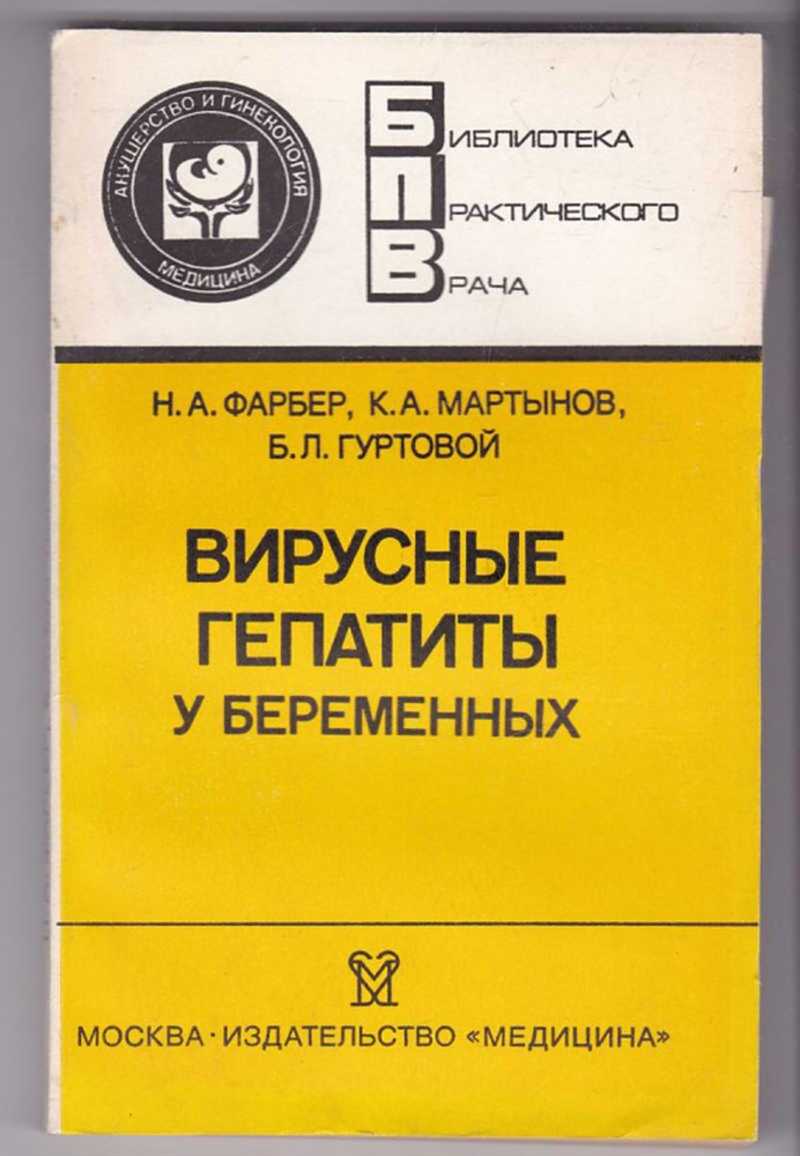 АКУШЕРСТВО И ГИНЕКОЛОГИЯ
МЕДИЦИНА
БИБЛИОТЕКА
ПРАКТИЧЕСКОГО
ВРАЧА
Н.А. ФАРБЕР, К.А. МАРТЫНОВ,
Б.Л. ГУРТОВОЙ
ВИРУСНЫЕ
ГЕПАТИТЫ
У БЕРЕМЕННЫХ
МОСКВА · ИЗДАТЕЛЬСТВО «МЕДИЦИНА»